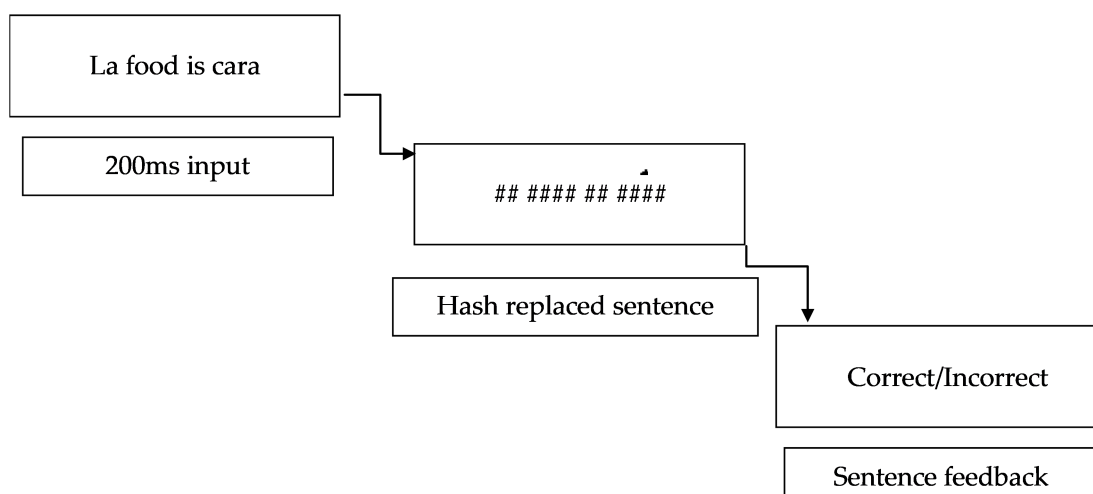 La food is cara
200ms input
## #### ## ####
Hash replaced sentence
Correct/Incorrect
Sentence feedback